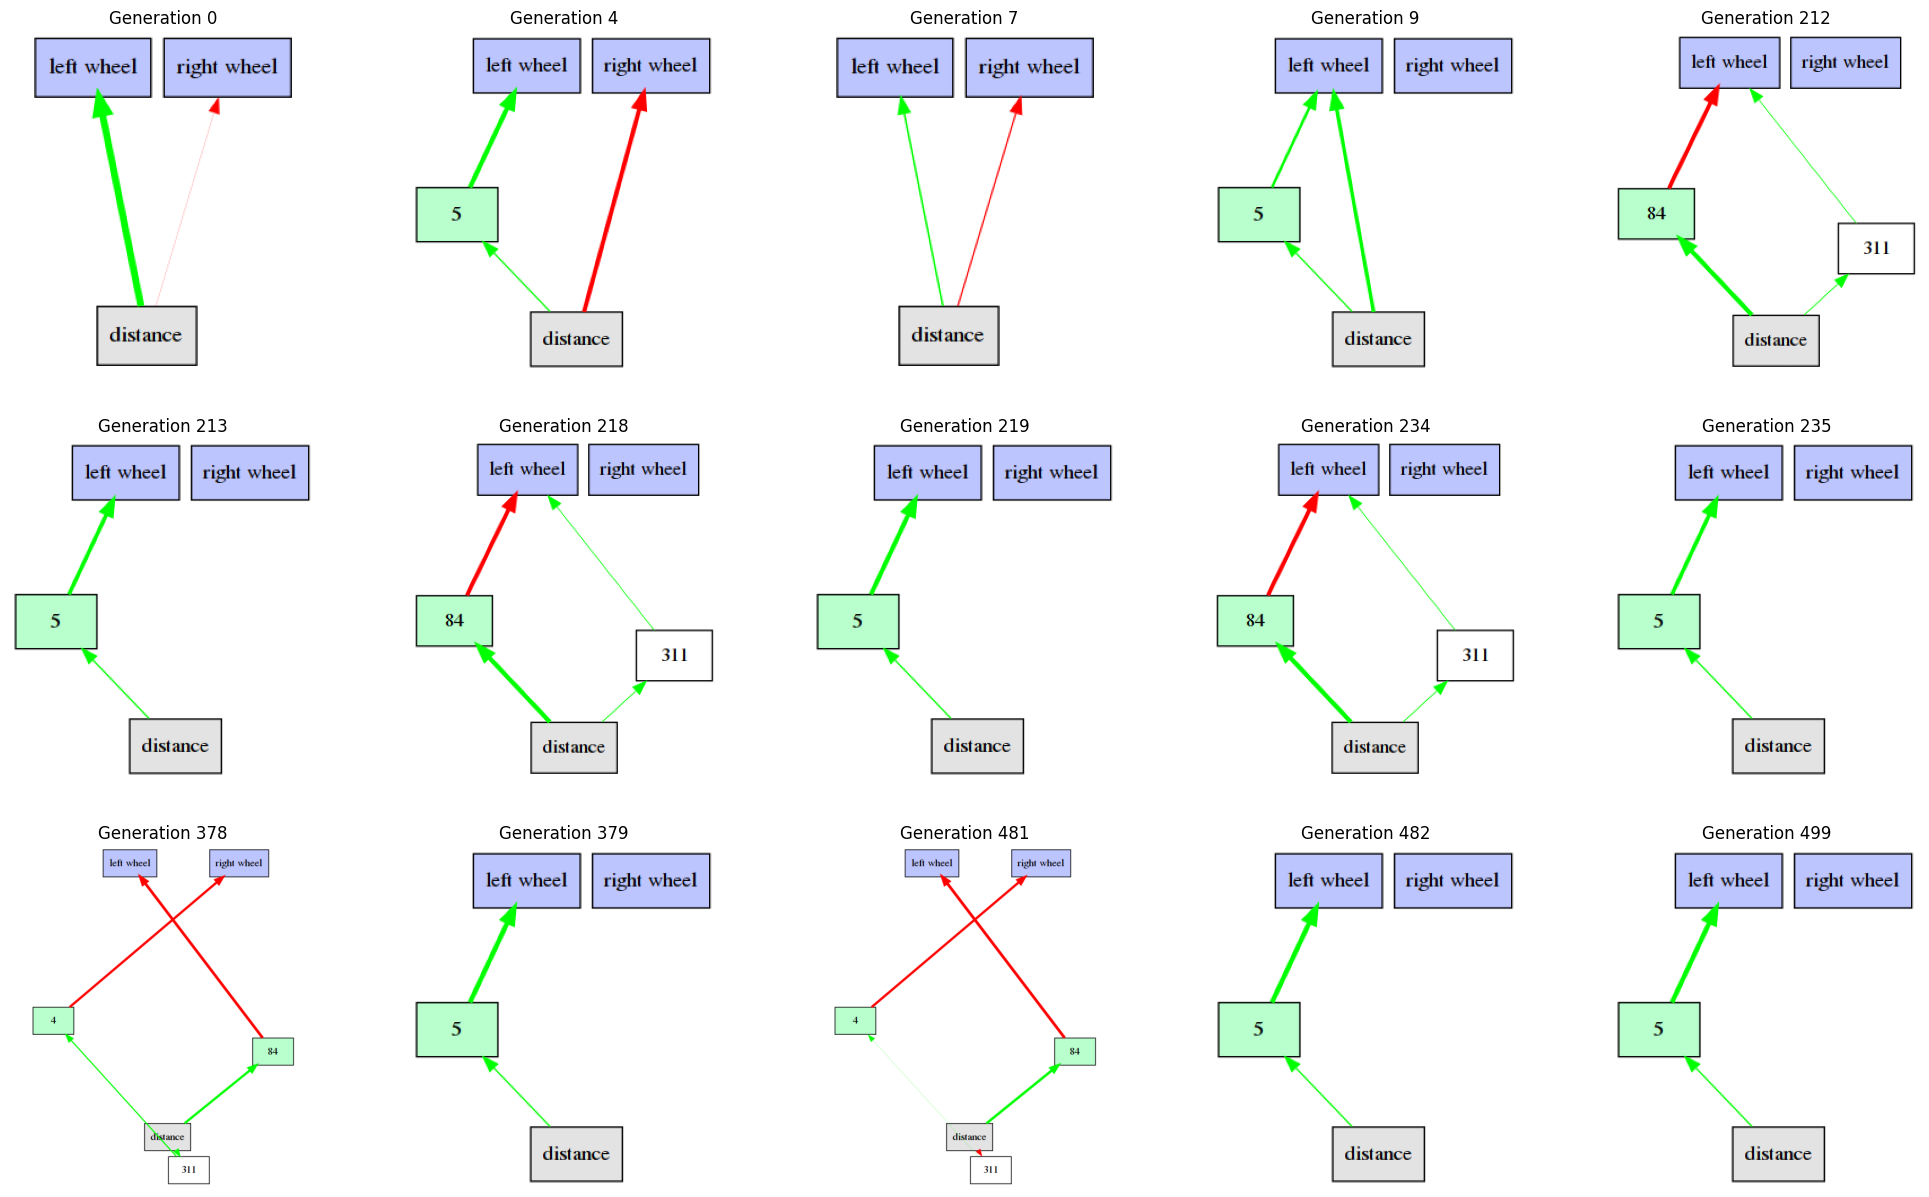 Generation 0
left wheel right wheel
distance
Generation 4
left wheel right wheel
5
distance
Generation 7
left wheel right wheel
distance
Generation 9
left wheel right wheel
5
distance
Generation 212
left wheel right wheel
84
311
distance
Generation 213
left wheel right wheel
5
distance
Generation 218
left wheel right wheel
84
311
distance
Generation 219
left wheel right wheel
5
distance
Generation 234
left wheel right wheel
84
311
distance
Generation 235
left wheel right wheel
5
distance
Generation 378
left wheel right wheel
4
84
distance
311
Generation 379
left wheel right wheel
5
distance
Generation 481
left wheel right wheel
4
84
distance
311
Generation 482
left wheel right wheel
5
distance
Generation 499
left wheel right wheel
5
distance